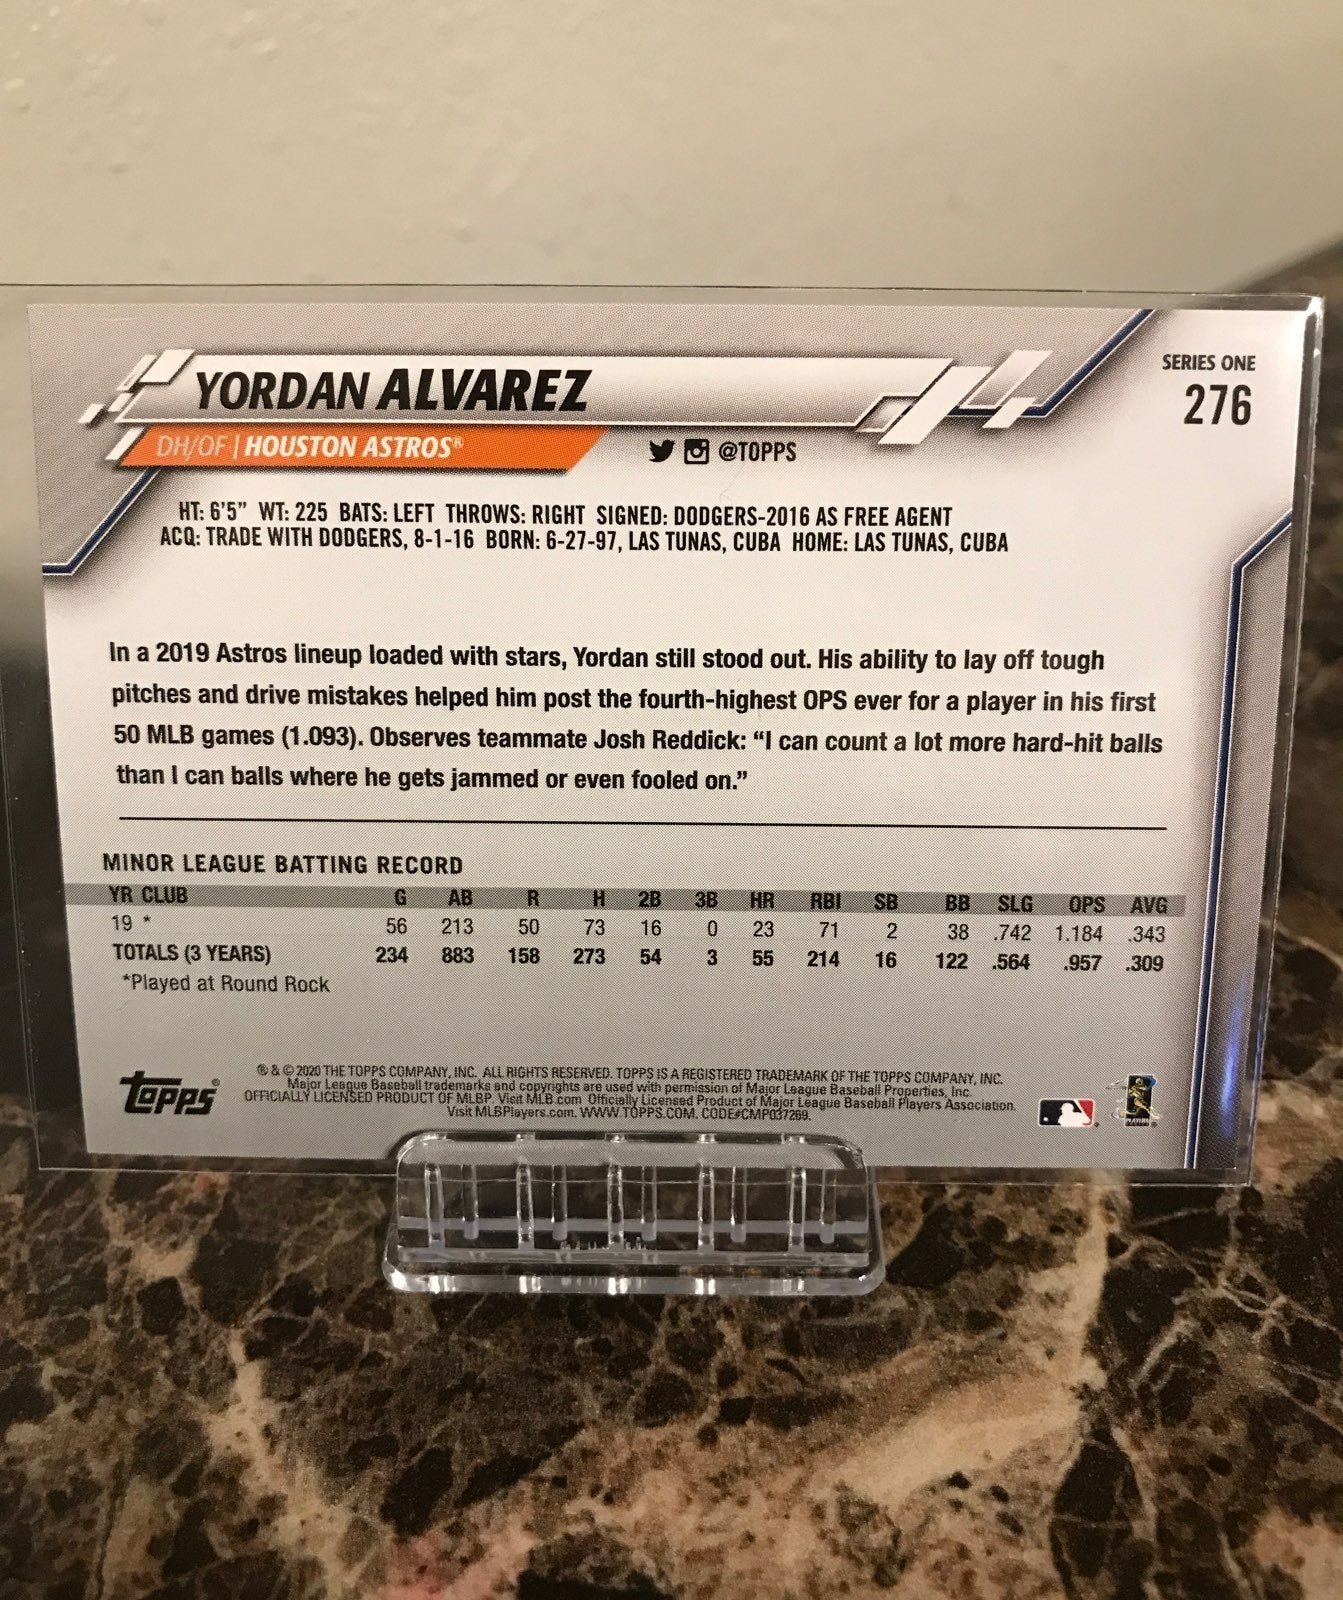 SERIES ONE
276
YORDAN ALVAREZ
DH/OF | HOUSTON ASTROS®
@TOPPS
HT: 6'5" WT: 225 BATS: LEFT THROWS: RIGHT SIGNED: DODGERS-2016 AS FREE AGENT
ACQ: TRADE WITH DODGERS, 8-1-16 BORN: 6-27-97, LAS TUNAS, CUBA HOME: LAS TUNAS, CUBA
In a 2019 Astros lineup loaded with stars, Yordan still stood out. His ability to lay off tough
pitches and drive mistakes helped him post the fourth-highest OPS ever for a player in his first
50 MLB games (1.093). Observes teammate Josh Reddick: “I can count a lot more hard-hit balls
than I can balls where he gets jammed or even fooled on.”
MINOR LEAGUE BATTING RECORD
YR CLUB G AB R H 2B 3B HR RBI SB BB SLG OPS AVG
19 * 56 213 50 73 16 0 23 71 2 38 .742 1.184 .343
TOTALS (3 YEARS) 234 883 158 273 54 3 55 214 16 122 .564 .957 .309
*Played at Round Rock
topps®
® & © 2020 THE TOPPS COMPANY, INC. ALL RIGHTS RESERVED. TOPPS IS A REGISTERED TRADEMARK OF THE TOPPS COMPANY, INC.
Major League Baseball trademarks and copyrights are used with permission of Major League Baseball Properties, Inc.
OFFICIALLY LICENSED PRODUCT OF MLBP. Visit MLB.com Officially Licensed Product of Major League Baseball Players Association.
Visit MLBPlayers.com. WWW.TOPPS.COM. CODE#CMP037269.